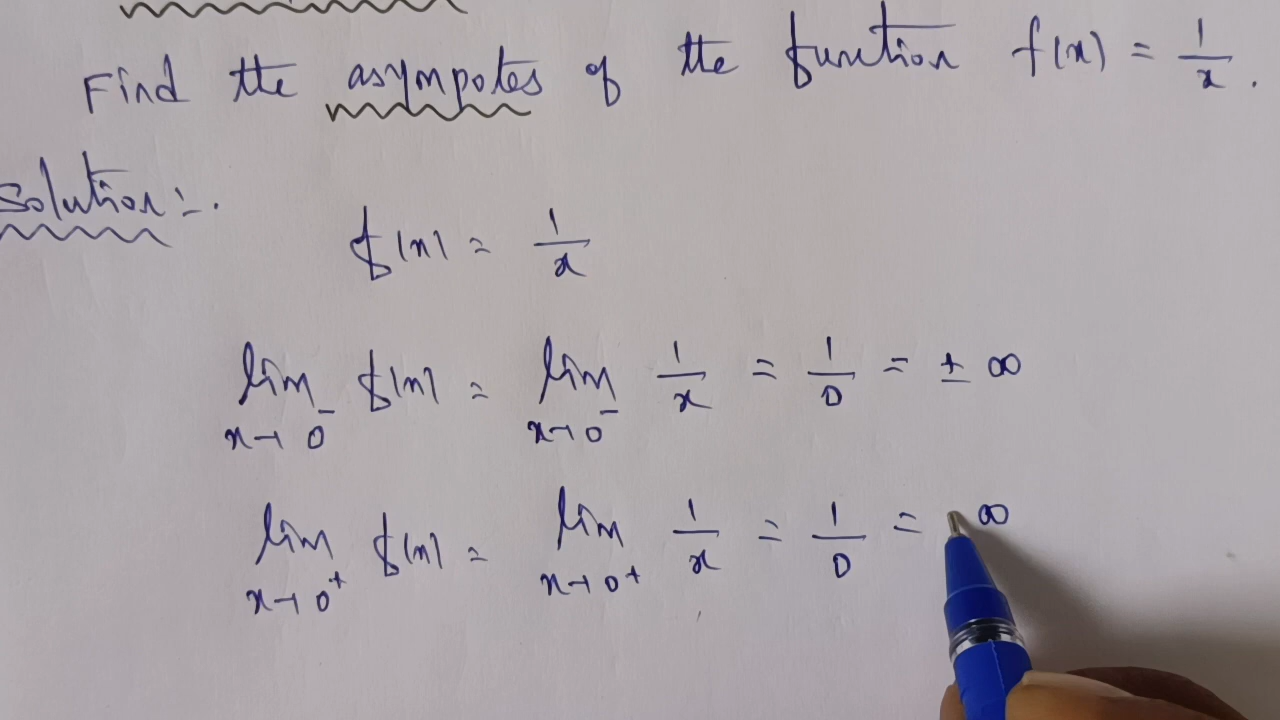 Find the asympotes of the function f(x) = 1/x.
Solution:-.
f(x) = 1/x
lim x→0⁻ f(x) = lim x→0⁻ 1/x = 1/0 = ± ∞
lim x→0⁺ f(x) = lim x→0⁺ 1/x = 1/0 = ∞